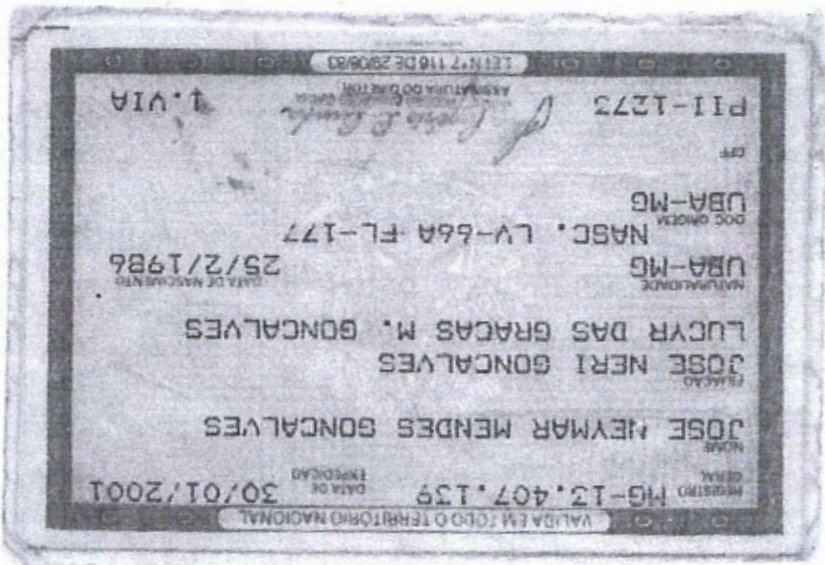 VÁLIDA EM TODO O TERRITÓRIO NACIONAL
REGISTRO GERAL MG-13.407.139 DATA DE EXPEDIÇÃO 30/01/2001
NOME
JOSE NEYMAR MENDES GONCALVES
FILIAÇÃO
JOSE NERI GONCALVES
LUCYR DAS GRACAS M. GONCALVES
NATURALIDADE DATA DE NASCIMENTO
UBA-MG 25/2/1986
DOC ORIGEM NASC. LV-66A FL-177
UBA-MG
CPF
PII-1273 1.VIA
ASSINATURA DO DIRETOR
LEI Nº 7.116 DE 29/08/83